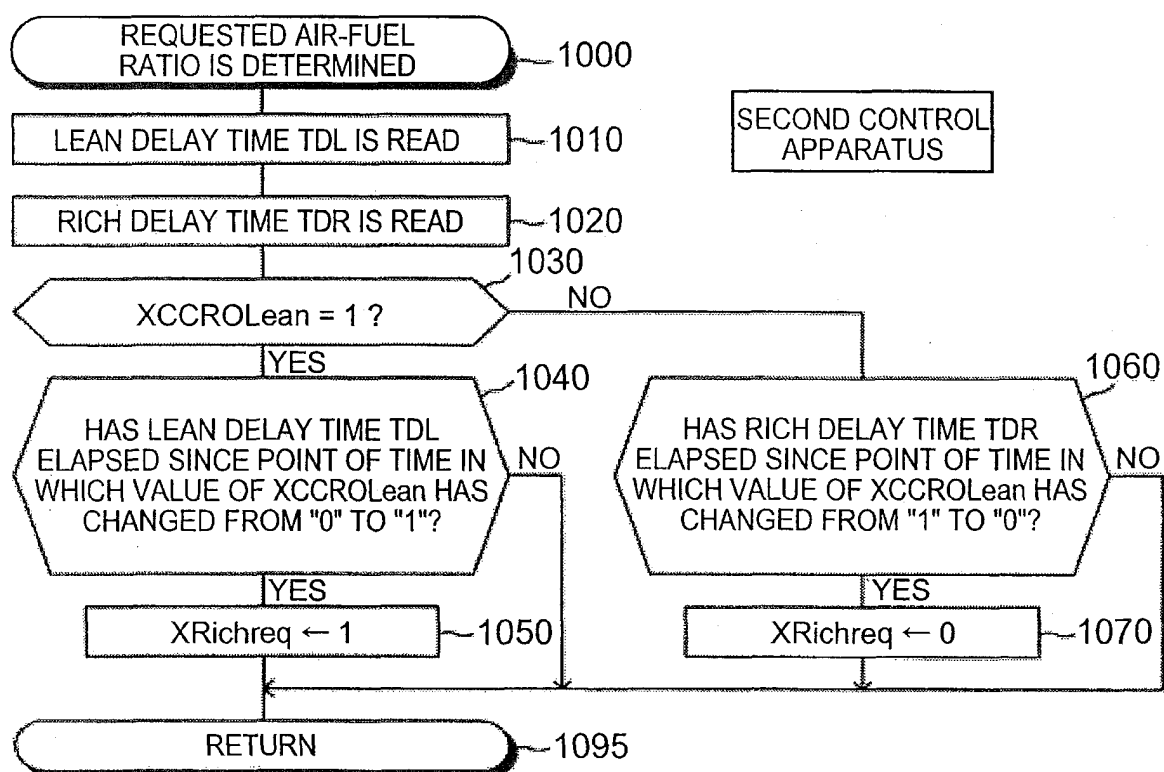 REQUESTED AIR-FUEL
RATIO IS DETERMINED
1000
SECOND CONTROL
APPARATUS
LEAN DELAY TIME TDL IS READ
1010
RICH DELAY TIME TDR IS READ
1020
1030
XCCROLean = 1 ?
NO
YES
1040
HAS LEAN DELAY TIME TDL
ELAPSED SINCE POINT OF TIME IN
WHICH VALUE OF XCCROLean HAS
CHANGED FROM "0" TO "1"?
NO
1060
HAS RICH DELAY TIME TDR
ELAPSED SINCE POINT OF TIME IN
WHICH VALUE OF XCCROLean HAS
CHANGED FROM "1" TO "0"?
NO
YES
XRichreq ← 1
1050
YES
XRichreq ← 0
1070
RETURN
1095